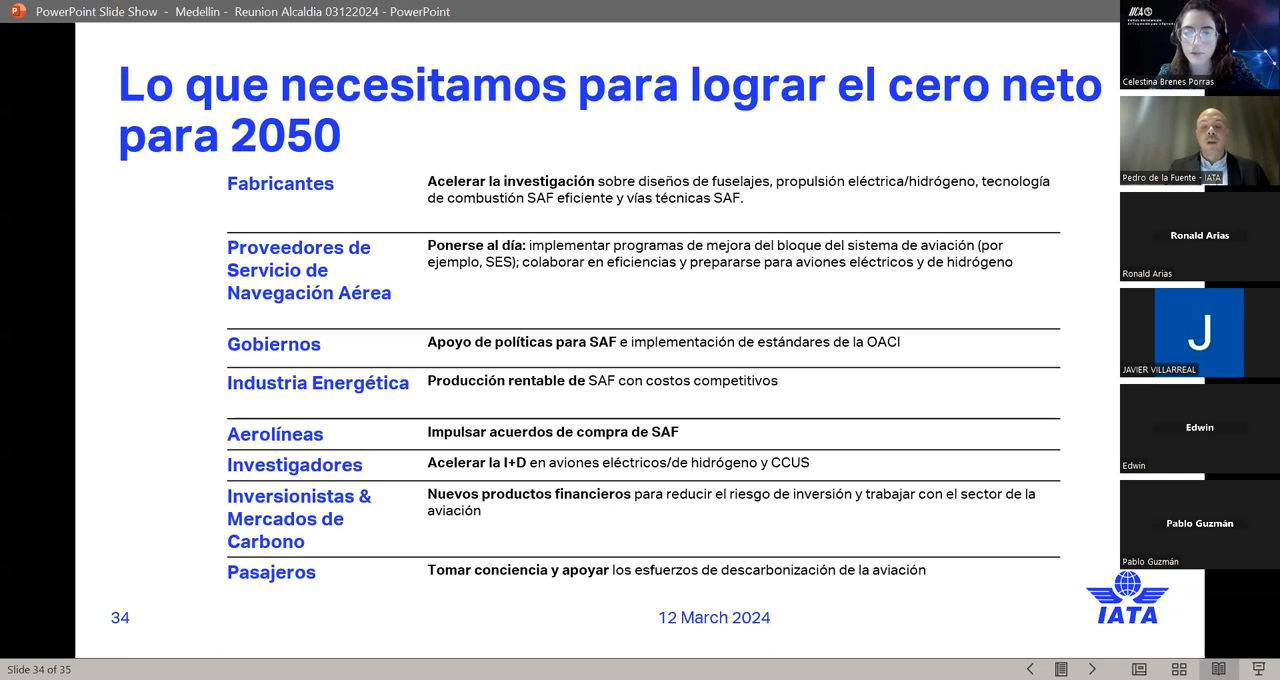 PowerPoint Slide Show - Medellin - Reunion Alcaldia 03122024 - PowerPoint
Lo que necesitamos para lograr el cero neto
para 2050
Fabricantes
Acelerar la investigación sobre diseños de fuselajes, propulsión eléctrica/hidrógeno, tecnología
de combustión SAF eficiente y vías técnicas SAF.
Proveedores de
Servicio de
Navegación Aérea
Ponerse al día: implementar programas de mejora del bloque del sistema de aviación (por
ejemplo, SES); colaborar en eficiencias y prepararse para aviones eléctricos y de hidrógeno
Gobiernos
Apoyo de políticas para SAF e implementación de estándares de la OACI
Industria Energética
Producción rentable de SAF con costos competitivos
Aerolíneas
Impulsar acuerdos de compra de SAF
Investigadores
Acelerar la I+D en aviones eléctricos/de hidrógeno y CCUS
Inversionistas &
Mercados de
Carbono
Nuevos productos financieros para reducir el riesgo de inversión y trabajar con el sector de la
aviación
Pasajeros
Tomar conciencia y apoyar los esfuerzos de descarbonización de la aviación
34
12 March 2024
IATA
Slide 34 of 35
IICA
Celestina Brenes Porras
Pedro de la Fuente - IATA
Ronald Arias
Ronald Arias
J
JAVIER VILLARREAL
Edwin
Edwin
Pablo Guzmán
Pablo Guzmán